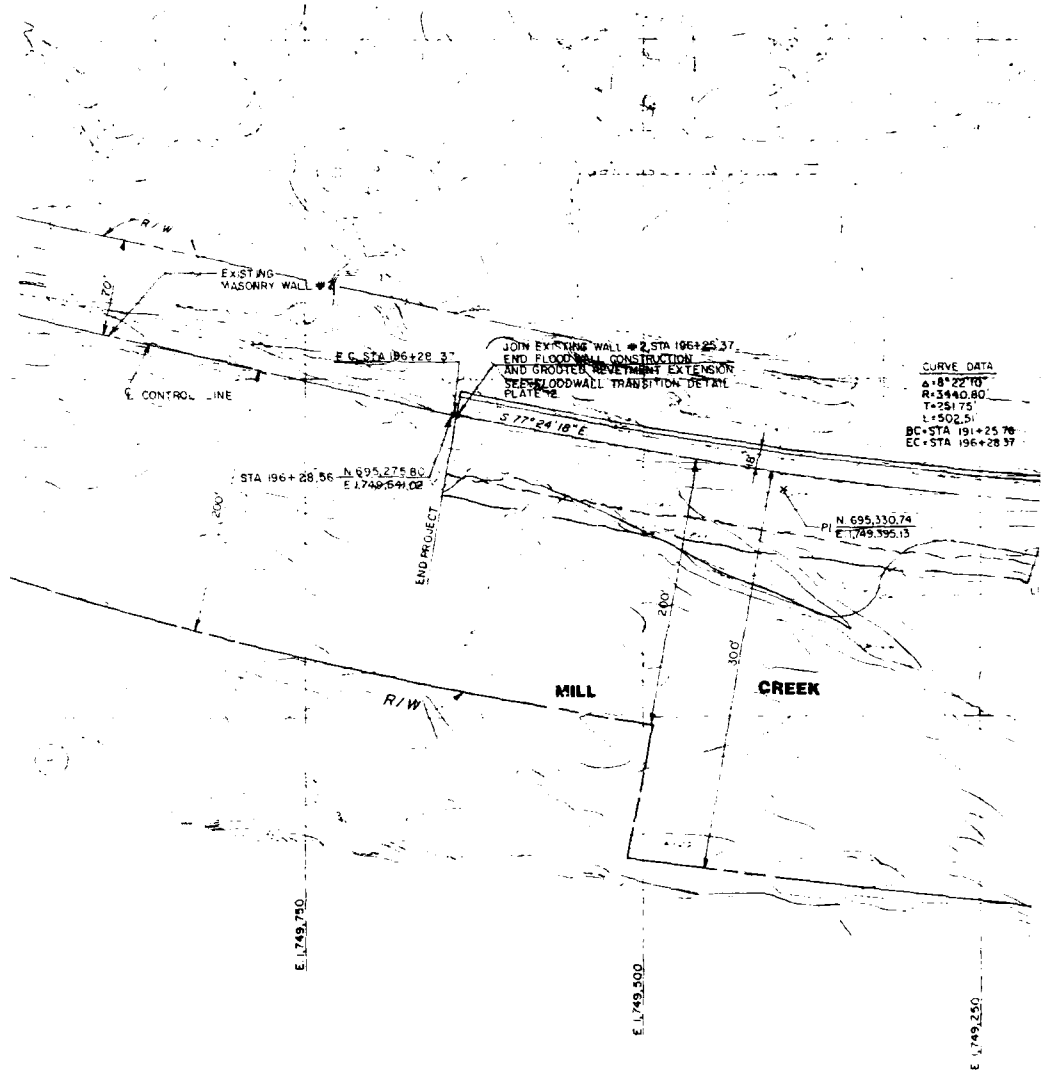 R/W
EXISTING
MASONRY WALL #2
70'
E.C. STA 196+28.37
JOIN EXISTING WALL #2, STA 196+25.37
END FLOOD WALL CONSTRUCTION
AND GROUTED REVETMENT EXTENSION
SEE FLOODWALL TRANSITION DETAIL
PLATE 12
CURVE DATA
Δ=8°22'10"
R=3440.80'
T=251.75'
L=502.51'
BC=STA 191+25.78
EC=STA 196+28.37
℄ CONTROL LINE
S 77°24'18"E
18'
STA 196+28.56 N 695,275.80
E 1,749,641.02
PI N 695,330.74
E 1,749,395.13
200'
END PROJECT
200'
300'
MILL CREEK
R/W
E 1,749,750
E 1,749,500
E 1,749,250